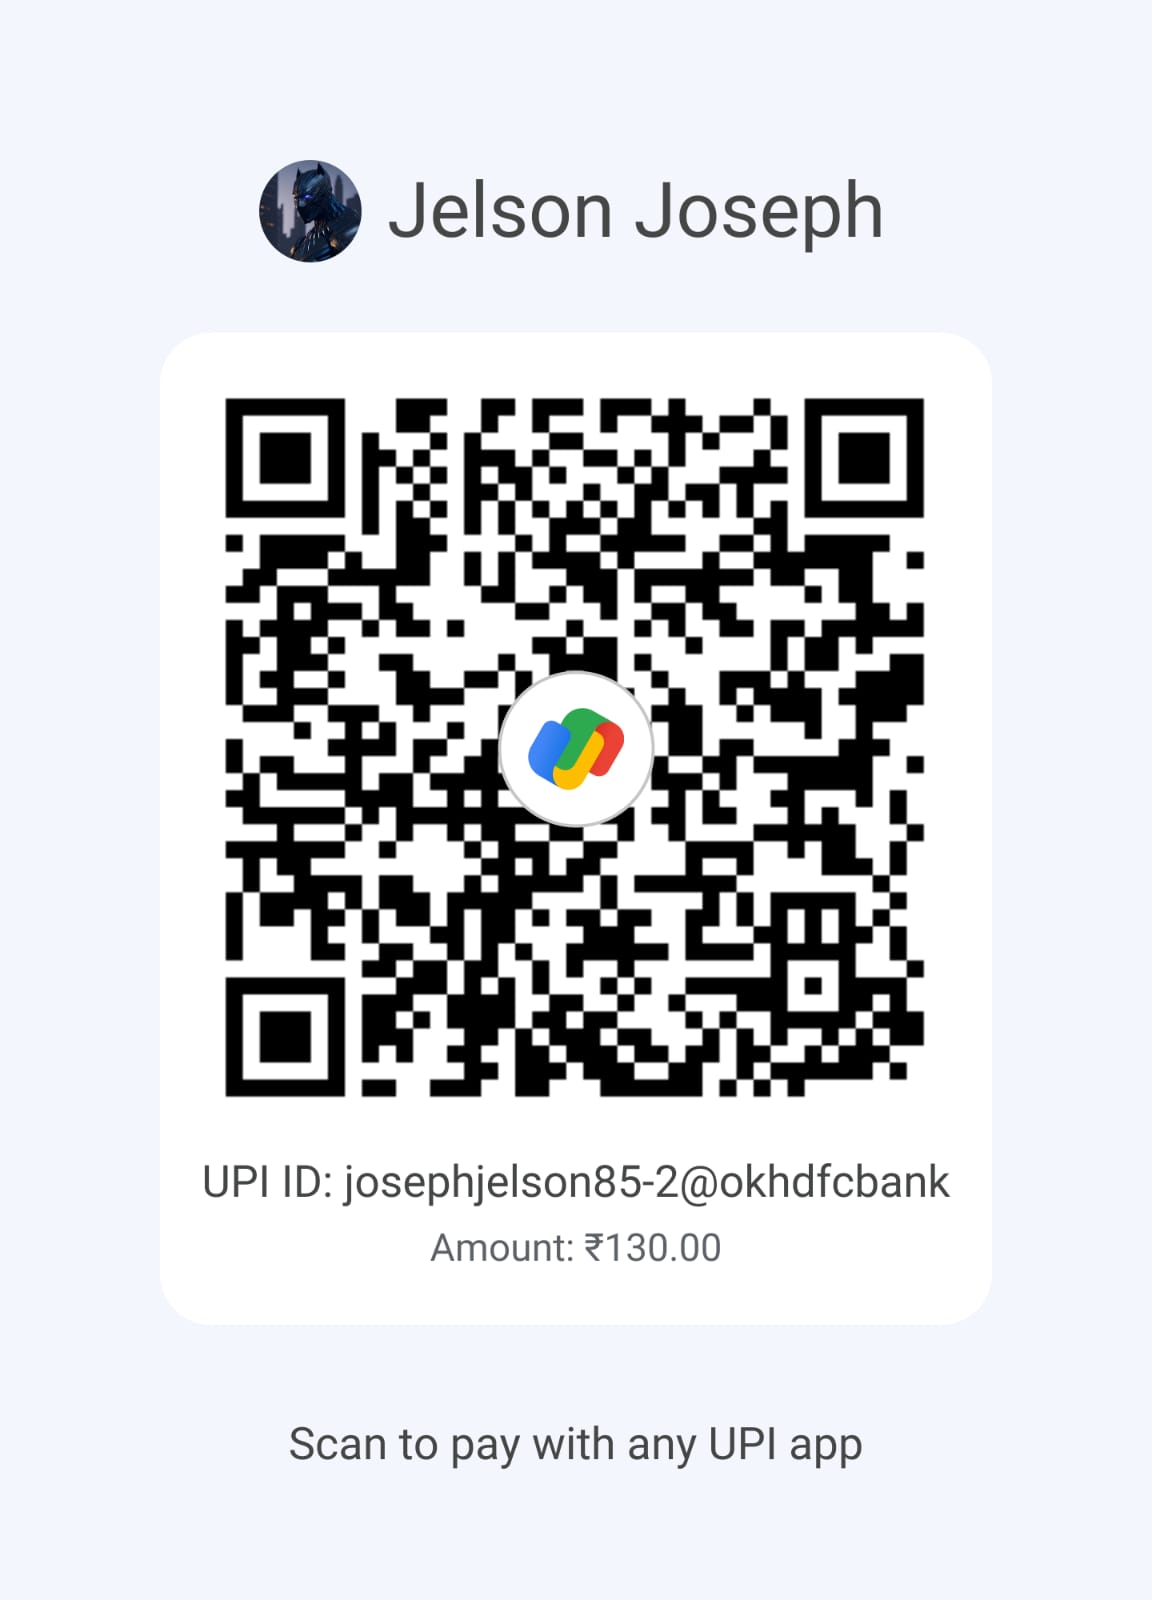 Jelson Joseph
UPI ID: josephjelson85-2@okhdfcbank
Amount: ₹130.00
Scan to pay with any UPI app